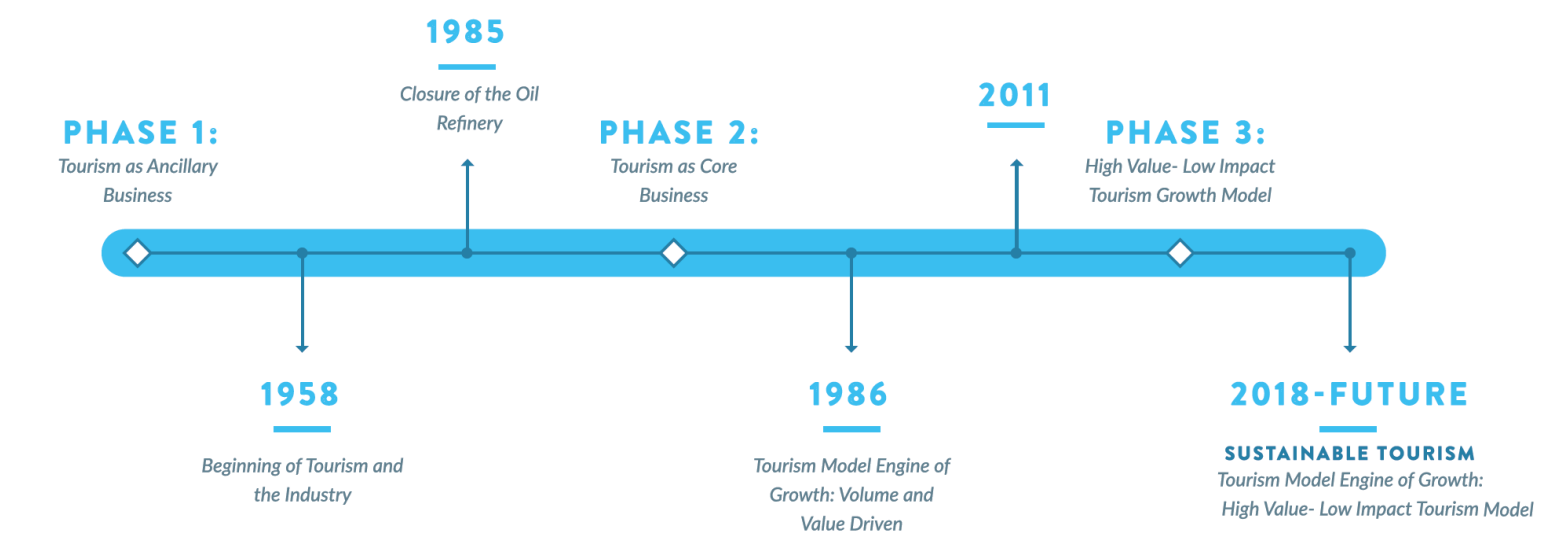 PHASE 1:
Tourism as Ancillary
Business
1958
Beginning of Tourism and
the Industry
1985
Closure of the Oil
Refinery
PHASE 2:
Tourism as Core
Business
1986
Tourism Model Engine of
Growth: Volume and
Value Driven
2011
PHASE 3:
High Value- Low Impact
Tourism Growth Model
2018-FUTURE
SUSTAINABLE TOURISM
Tourism Model Engine of Growth:
High Value- Low Impact Tourism Model